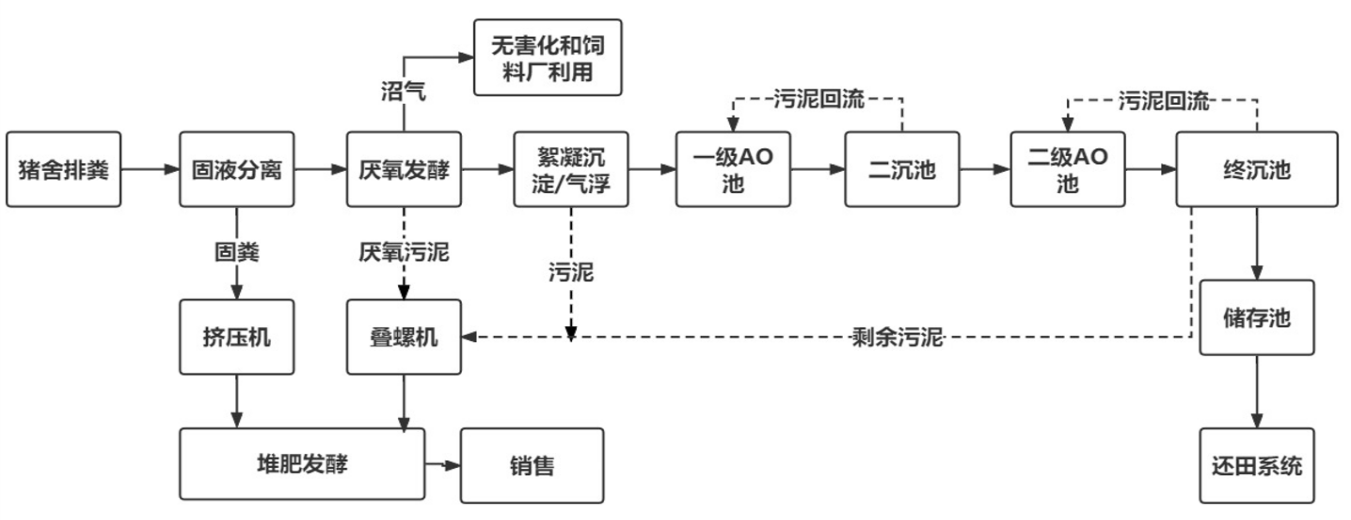 无害化和饲
料厂利用
沼气
污泥回流
污泥回流
猪舍排粪
固液分离
厌氧发酵
絮凝沉
淀/气浮
一级AO
池
二沉池
二级AO
池
终沉池
固粪
厌氧污泥
污泥
挤压机
叠螺机
剩余污泥
储存池
堆肥发酵
销售
还田系统